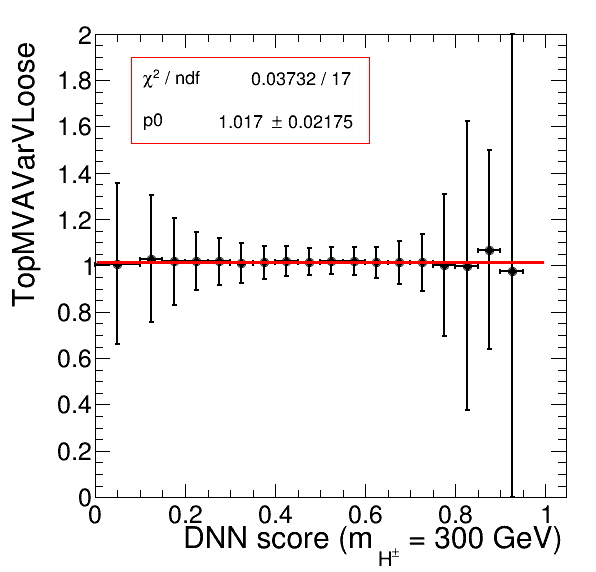 TopMVAVarVLoose
χ² / ndf 0.03732 / 17
p0 1.017 ± 0.02175
2
1.8
1.6
1.4
1.2
1
0.8
0.6
0.4
0.2
0
0 0.2 0.4 0.6 0.8 1
DNN score (m_H± = 300 GeV)